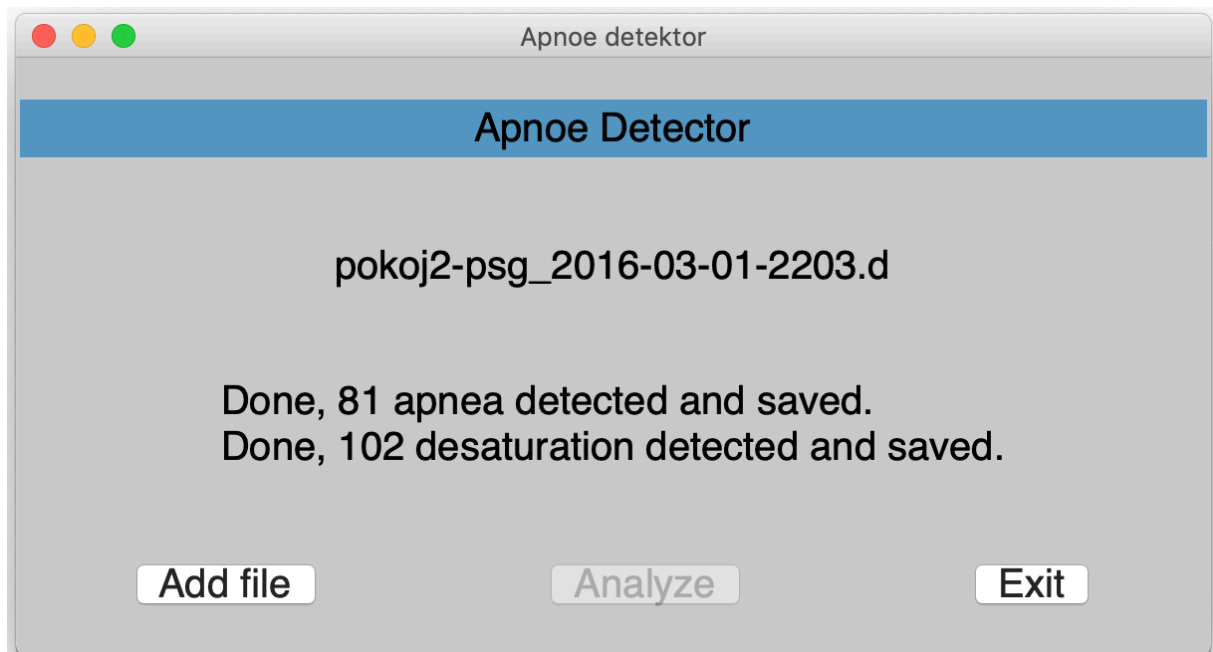 Apnoe detektor
Apnoe Detector
pokoj2-psg_2016-03-01-2203.d
Done, 81 apnea detected and saved.
Done, 102 desaturation detected and saved.
Add file
Analyze
Exit